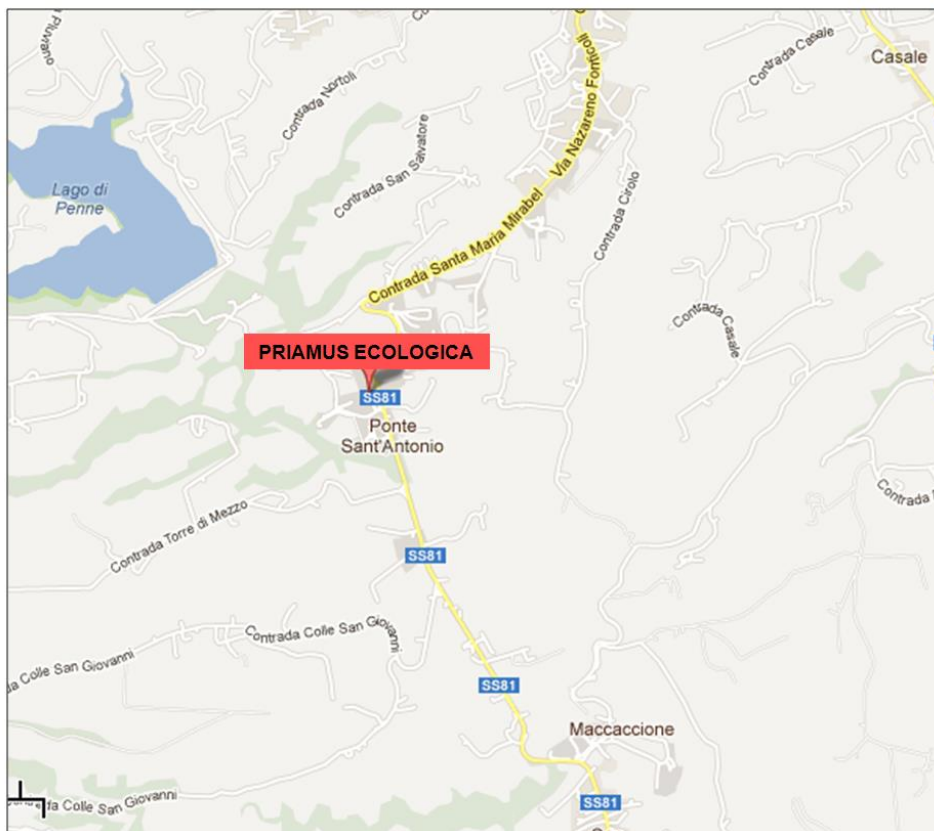 Pluviano
Contrada Nortoli
Contrada Casale
Casale
Lago di
Penne
Contrada San Salvatore
Via Nazareno Fonticoli
Contrada Cirolo
Contrada Santa Maria Mirabel
Contrada Casale
PRIAMUS ECOLOGICA
SS81
Ponte
Sant'Antonio
Contrada
Contrada Torre di Mezzo
SS81
Contrada Colle San Giovanni
Colle San Giovanni
SS81
Maccaccione
Colle San Giovanni
SS81